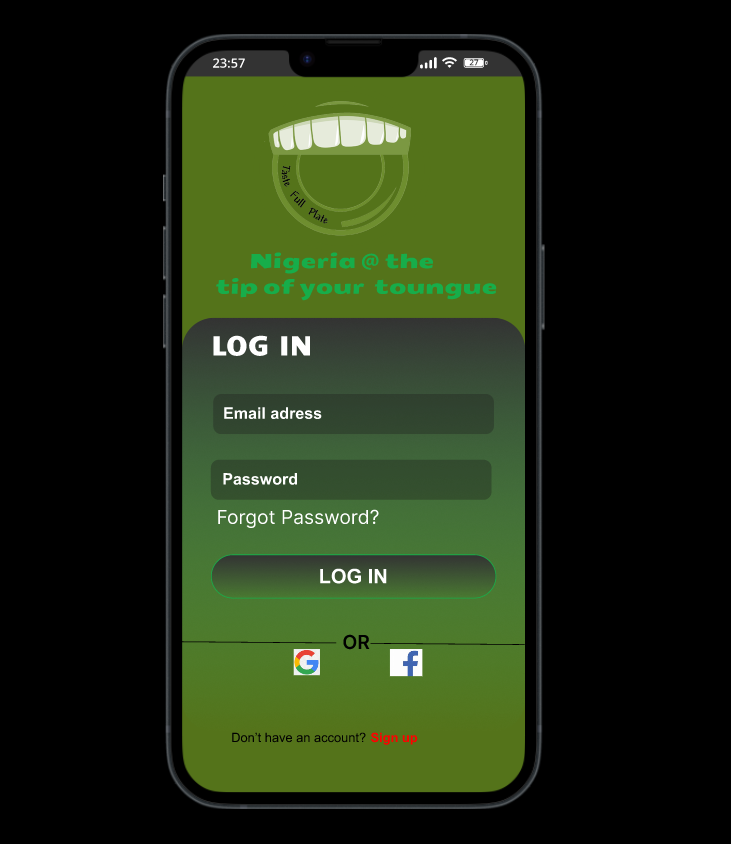 23:57
27
Taste Full Plate
Nigeria @ the
tip of your toungue
LOG IN
Email adress
Password
Forgot Password?
LOG IN
OR
Don't have an account? Sign up